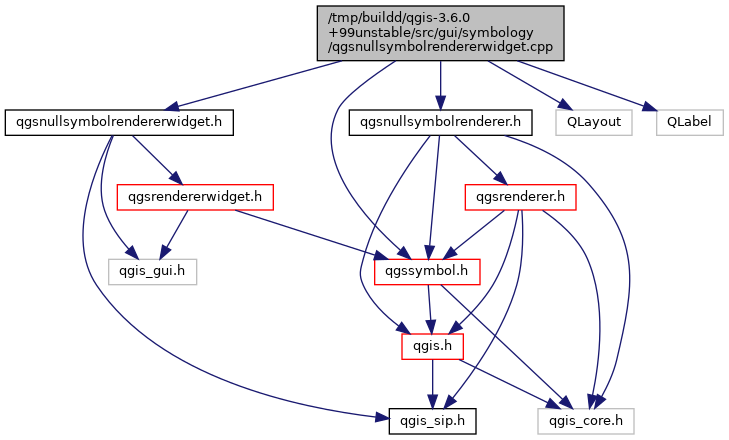 /tmp/buildd/qgis-3.6.0
+99unstable/src/gui/symbology
/qgsnullsymbolrendererwidget.cpp
qgsnullsymbolrendererwidget.h
qgsnullsymbolrenderer.h
QLayout
QLabel
qgsrendererwidget.h
qgsrenderer.h
qgis_gui.h
qgssymbol.h
qgis.h
qgis_sip.h
qgis_core.h